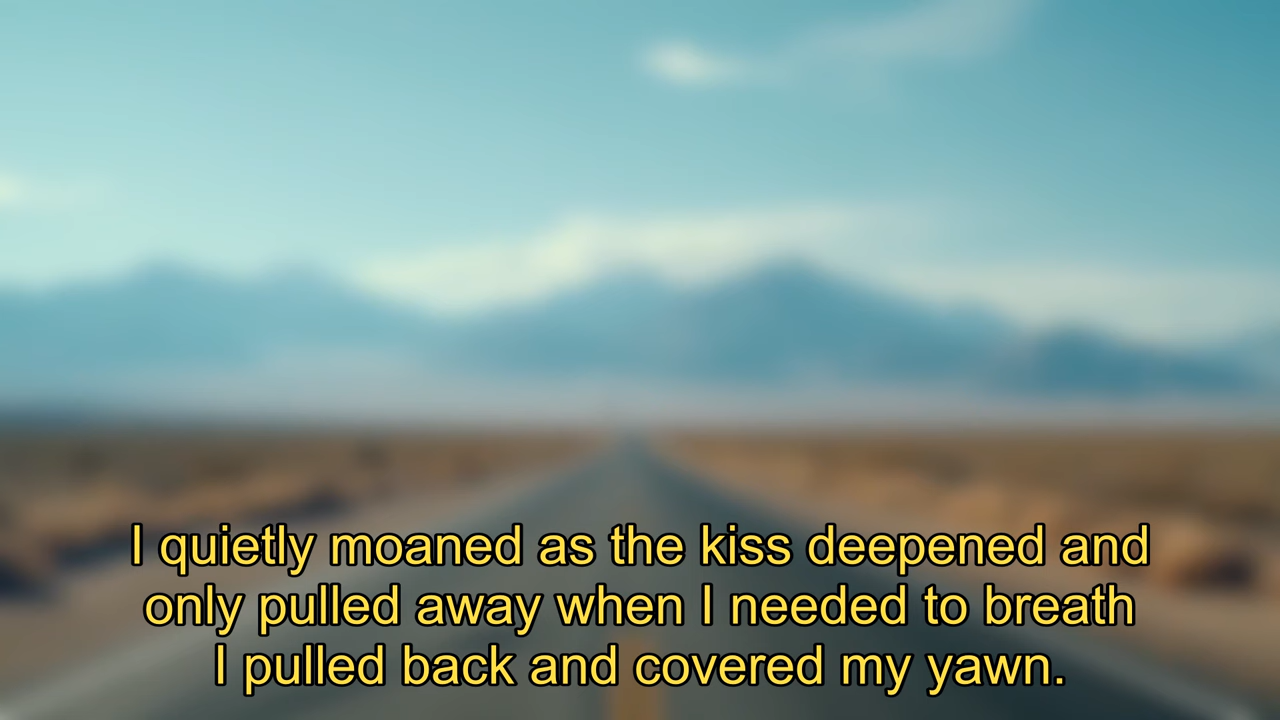 I quietly moaned as the kiss deepened and
only pulled away when I needed to breath
I pulled back and covered my yawn.